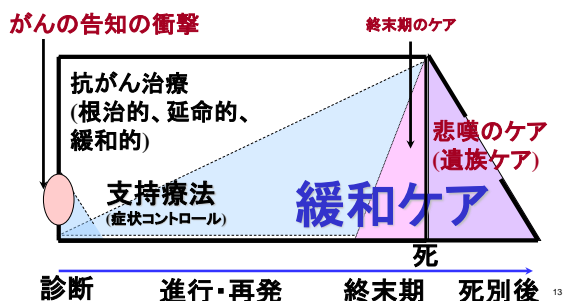 がんの告知の衝撃
終末期のケア
抗がん治療
(根治的、延命的、
緩和的)
悲嘆のケア
(遺族ケア)
支持療法
(症状コントロール)
緩和ケア
死
診断 進行・再発 終末期 死別後
13